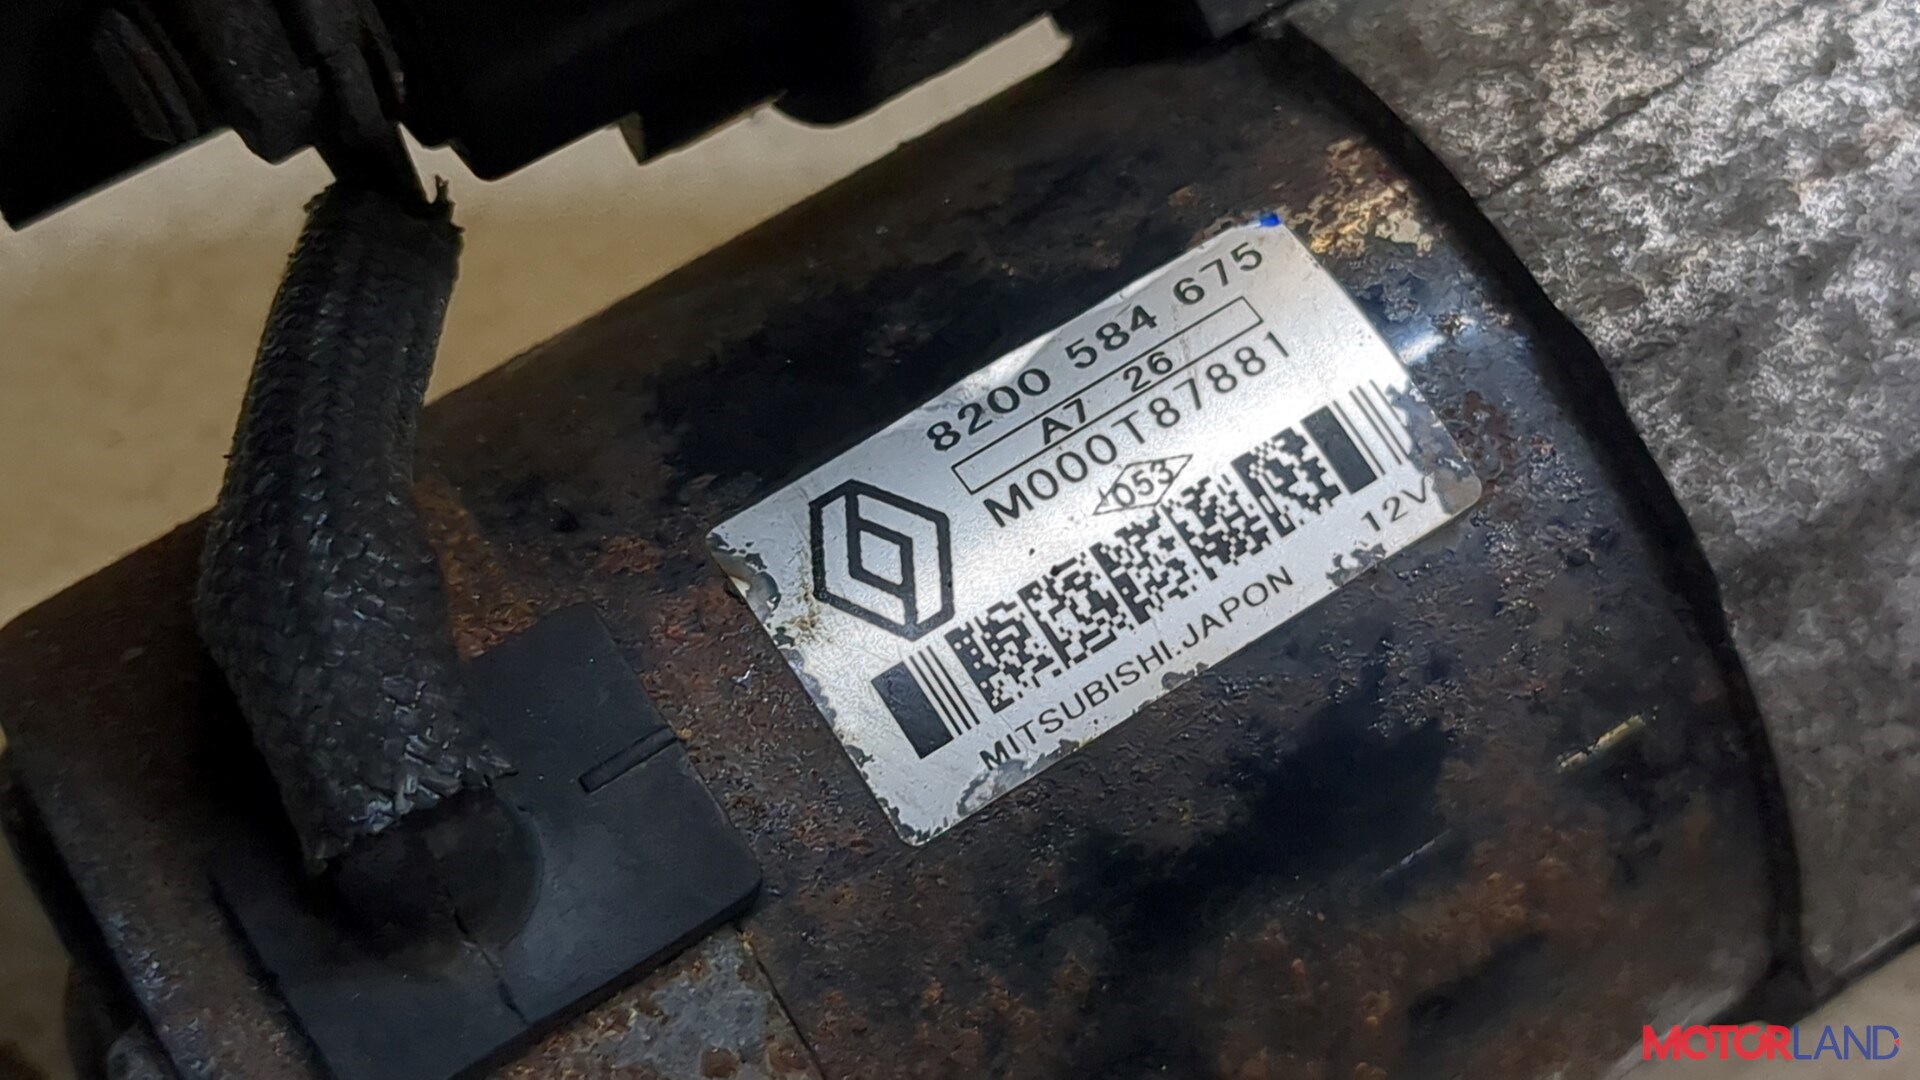 8200 584 675
A7 26
M000T87881
053
12V
MITSUBISHI.JAPON
MOTORLAND